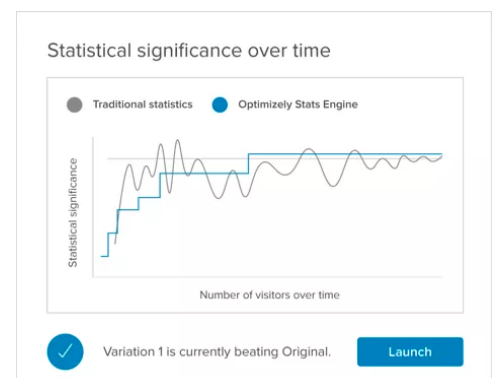 Statistical significance over time
Traditional statistics
Optimizely Stats Engine
Statistical significance
Number of visitors over time
Variation 1 is currently beating Original.
Launch